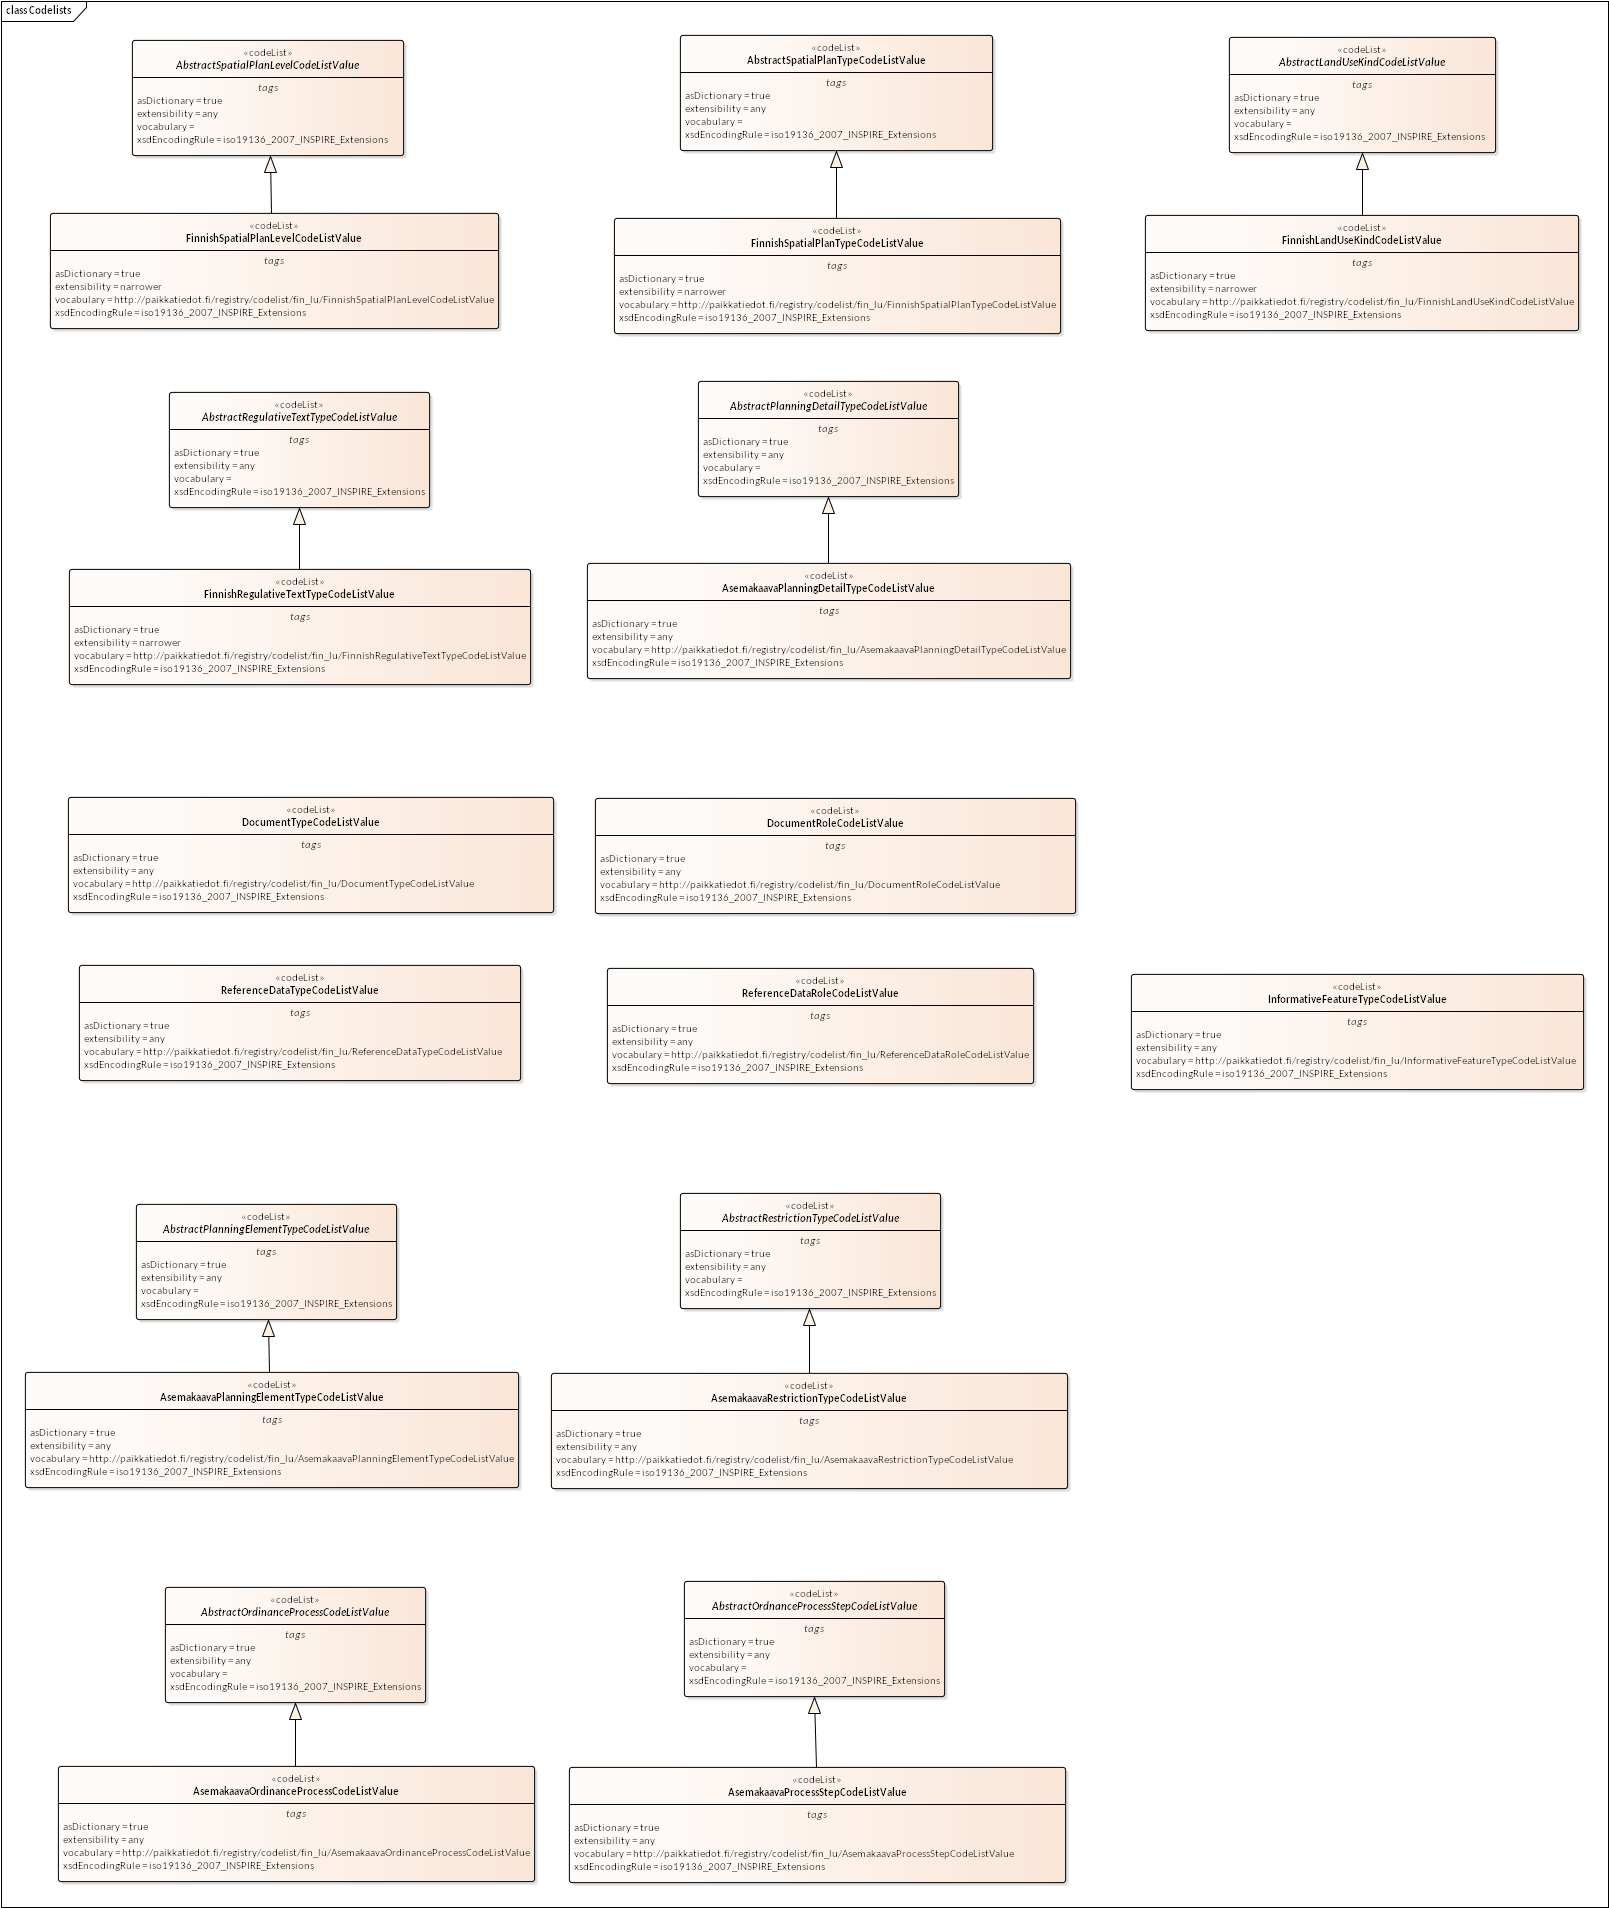 class Codelists
«codeList»
AbstractSpatialPlanLevelCodeListValue
tags
asDictionary = true
extensibility = any
vocabulary =
xsdEncodingRule = iso19136_2007_INSPIRE_Extensions
«codeList»
AbstractSpatialPlanTypeCodeListValue
tags
asDictionary = true
extensibility = any
vocabulary =
xsdEncodingRule = iso19136_2007_INSPIRE_Extensions
«codeList»
AbstractLandUseKindCodeListValue
tags
asDictionary = true
extensibility = any
vocabulary =
xsdEncodingRule = iso19136_2007_INSPIRE_Extensions
«codeList»
FinnishSpatialPlanLevelCodeListValue
tags
asDictionary = true
extensibility = narrower
vocabulary = http://paikkatiedot.fi/registry/codelist/fin_lu/FinnishSpatialPlanLevelCodeListValue
xsdEncodingRule = iso19136_2007_INSPIRE_Extensions
«codeList»
FinnishSpatialPlanTypeCodeListValue
tags
asDictionary = true
extensibility = narrower
vocabulary = http://paikkatiedot.fi/registry/codelist/fin_lu/FinnishSpatialPlanTypeCodeListValue
xsdEncodingRule = iso19136_2007_INSPIRE_Extensions
«codeList»
FinnishLandUseKindCodeListValue
tags
asDictionary = true
extensibility = narrower
vocabulary = http://paikkatiedot.fi/registry/codelist/fin_lu/FinnishLandUseKindCodeListValue
xsdEncodingRule = iso19136_2007_INSPIRE_Extensions
«codeList»
AbstractRegulativeTextTypeCodeListValue
tags
asDictionary = true
extensibility = any
vocabulary =
xsdEncodingRule = iso19136_2007_INSPIRE_Extensions
«codeList»
AbstractPlanningDetailTypeCodeListValue
tags
asDictionary = true
extensibility = any
vocabulary =
xsdEncodingRule = iso19136_2007_INSPIRE_Extensions
«codeList»
FinnishRegulativeTextTypeCodeListValue
tags
asDictionary = true
extensibility = narrower
vocabulary = http://paikkatiedot.fi/registry/codelist/fin_lu/FinnishRegulativeTextTypeCodeListValue
xsdEncodingRule = iso19136_2007_INSPIRE_Extensions
«codeList»
AsemakaavaPlanningDetailTypeCodeListValue
tags
asDictionary = true
extensibility = any
vocabulary = http://paikkatiedot.fi/registry/codelist/fin_lu/AsemakaavaPlanningDetailTypeCodeListValue
xsdEncodingRule = iso19136_2007_INSPIRE_Extensions
«codeList»
DocumentTypeCodeListValue
tags
asDictionary = true
extensibility = any
vocabulary = http://paikkatiedot.fi/registry/codelist/fin_lu/DocumentTypeCodeListValue
xsdEncodingRule = iso19136_2007_INSPIRE_Extensions
«codeList»
DocumentRoleCodeListValue
tags
asDictionary = true
extensibility = any
vocabulary = http://paikkatiedot.fi/registry/codelist/fin_lu/DocumentRoleCodeListValue
xsdEncodingRule = iso19136_2007_INSPIRE_Extensions
«codeList»
ReferenceDataTypeCodeListValue
tags
asDictionary = true
extensibility = any
vocabulary = http://paikkatiedot.fi/registry/codelist/fin_lu/ReferenceDataTypeCodeListValue
xsdEncodingRule = iso19136_2007_INSPIRE_Extensions
«codeList»
ReferenceDataRoleCodeListValue
tags
asDictionary = true
extensibility = any
vocabulary = http://paikkatiedot.fi/registry/codelist/fin_lu/ReferenceDataRoleCodeListValue
xsdEncodingRule = iso19136_2007_INSPIRE_Extensions
«codeList»
InformativeFeatureTypeCodeListValue
tags
asDictionary = true
extensibility = any
vocabulary = http://paikkatiedot.fi/registry/codelist/fin_lu/InformativeFeatureTypeCodeListValue
xsdEncodingRule = iso19136_2007_INSPIRE_Extensions
«codeList»
AbstractPlanningElementTypeCodeListValue
tags
asDictionary = true
extensibility = any
vocabulary =
xsdEncodingRule = iso19136_2007_INSPIRE_Extensions
«codeList»
AbstractRestrictionTypeCodeListValue
tags
asDictionary = true
extensibility = any
vocabulary =
xsdEncodingRule = iso19136_2007_INSPIRE_Extensions
«codeList»
AsemakaavaPlanningElementTypeCodeListValue
tags
asDictionary = true
extensibility = any
vocabulary = http://paikkatiedot.fi/registry/codelist/fin_lu/AsemakaavaPlanningElementTypeCodeListValue
xsdEncodingRule = iso19136_2007_INSPIRE_Extensions
«codeList»
AsemakaavaRestrictionTypeCodeListValue
tags
asDictionary = true
extensibility = any
vocabulary = http://paikkatiedot.fi/registry/codelist/fin_lu/AsemakaavaRestrictionTypeCodeListValue
xsdEncodingRule = iso19136_2007_INSPIRE_Extensions
«codeList»
AbstractOrdinanceProcessCodeListValue
tags
asDictionary = true
extensibility = any
vocabulary =
xsdEncodingRule = iso19136_2007_INSPIRE_Extensions
«codeList»
AbstractOrdnanceProcessStepCodeListValue
tags
asDictionary = true
extensibility = any
vocabulary =
xsdEncodingRule = iso19136_2007_INSPIRE_Extensions
«codeList»
AsemakaavaOrdinanceProcessCodeListValue
tags
asDictionary = true
extensibility = any
vocabulary = http://paikkatiedot.fi/registry/codelist/fin_lu/AsemakaavaOrdinanceProcessCodeListValue
xsdEncodingRule = iso19136_2007_INSPIRE_Extensions
«codeList»
AsemakaavaProcessStepCodeListValue
tags
asDictionary = true
extensibility = any
vocabulary = http://paikkatiedot.fi/registry/codelist/fin_lu/AsemakaavaProcessStepCodeListValue
xsdEncodingRule = iso19136_2007_INSPIRE_Extensions